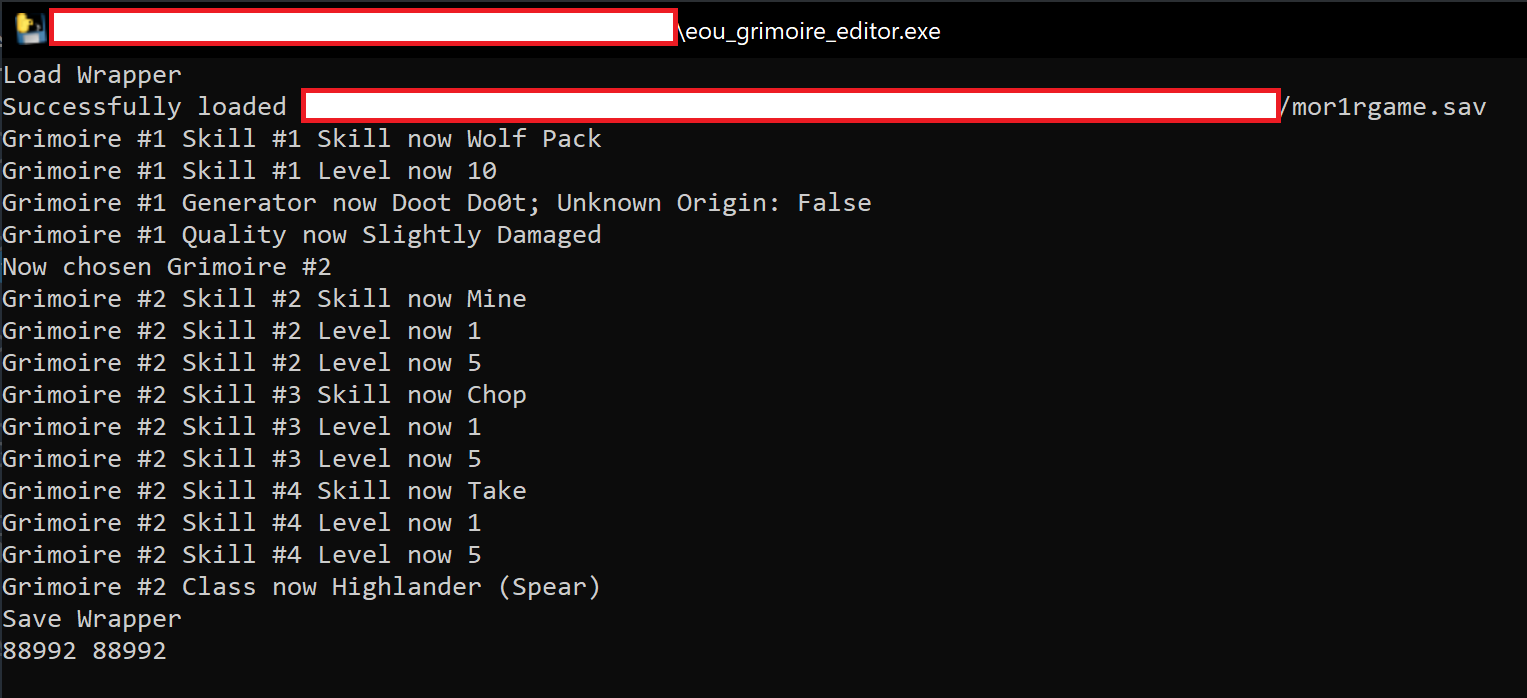 \eou_grimoire_editor.exe
Load Wrapper
Successfully loaded /mor1rgame.sav
Grimoire #1 Skill #1 Skill now Wolf Pack
Grimoire #1 Skill #1 Level now 10
Grimoire #1 Generator now Doot Do0t; Unknown Origin: False
Grimoire #1 Quality now Slightly Damaged
Now chosen Grimoire #2
Grimoire #2 Skill #2 Skill now Mine
Grimoire #2 Skill #2 Level now 1
Grimoire #2 Skill #2 Level now 5
Grimoire #2 Skill #3 Skill now Chop
Grimoire #2 Skill #3 Level now 1
Grimoire #2 Skill #3 Level now 5
Grimoire #2 Skill #4 Skill now Take
Grimoire #2 Skill #4 Level now 1
Grimoire #2 Skill #4 Level now 5
Grimoire #2 Class now Highlander (Spear)
Save Wrapper
88992 88992